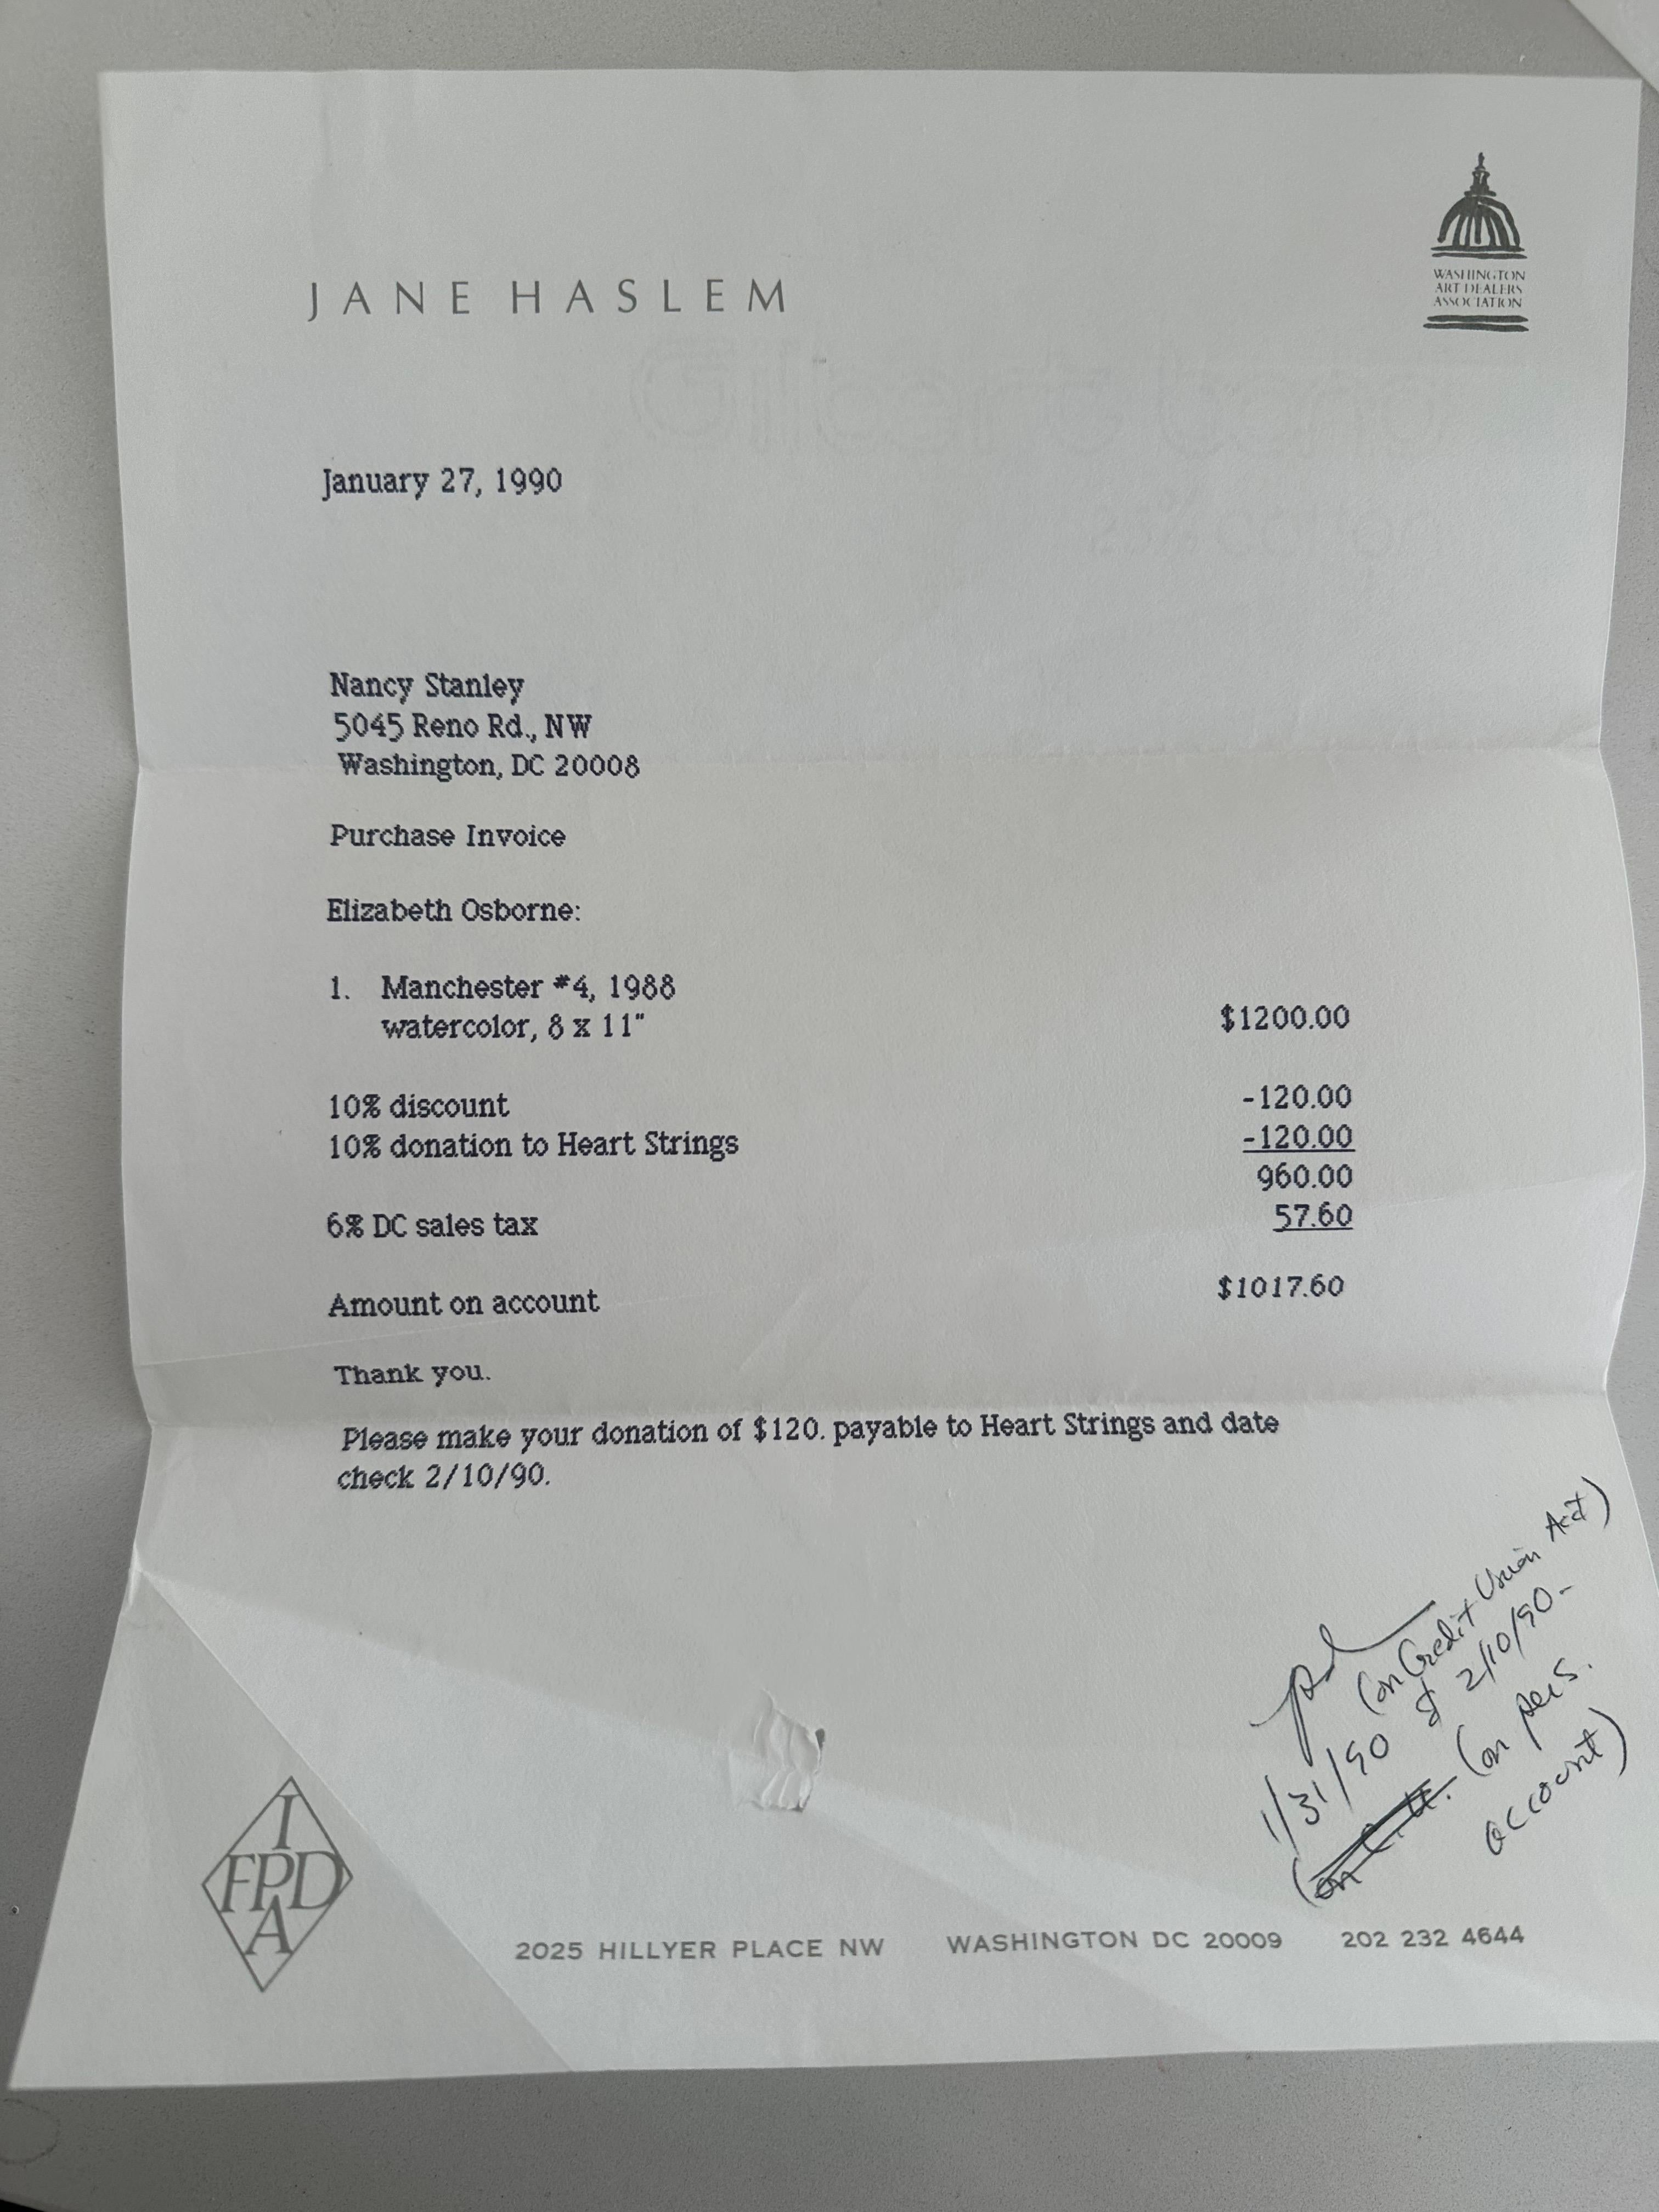 JANE HASLEM
WASHINGTON
ART DEALERS
ASSOCIATION
January 27, 1990
Nancy Stanley
5045 Reno Rd., NW
Washington, DC 20008
Purchase Invoice
Elizabeth Osborne:
1. Manchester #4, 1988
watercolor, 8 x 11" $1200.00
10% discount -120.00
10% donation to Heart Strings -120.00
960.00
6% DC sales tax 57.60
Amount on account $1017.60
Thank you.
Please make your donation of $120. payable to Heart Strings and date
check 2/10/90.
pd
(on Credit Union Act)
1/31/90 & 2/10/90-
(on pers.
account)
I
FPD
A
2025 HILLYER PLACE NW WASHINGTON DC 20009 202 232 4644